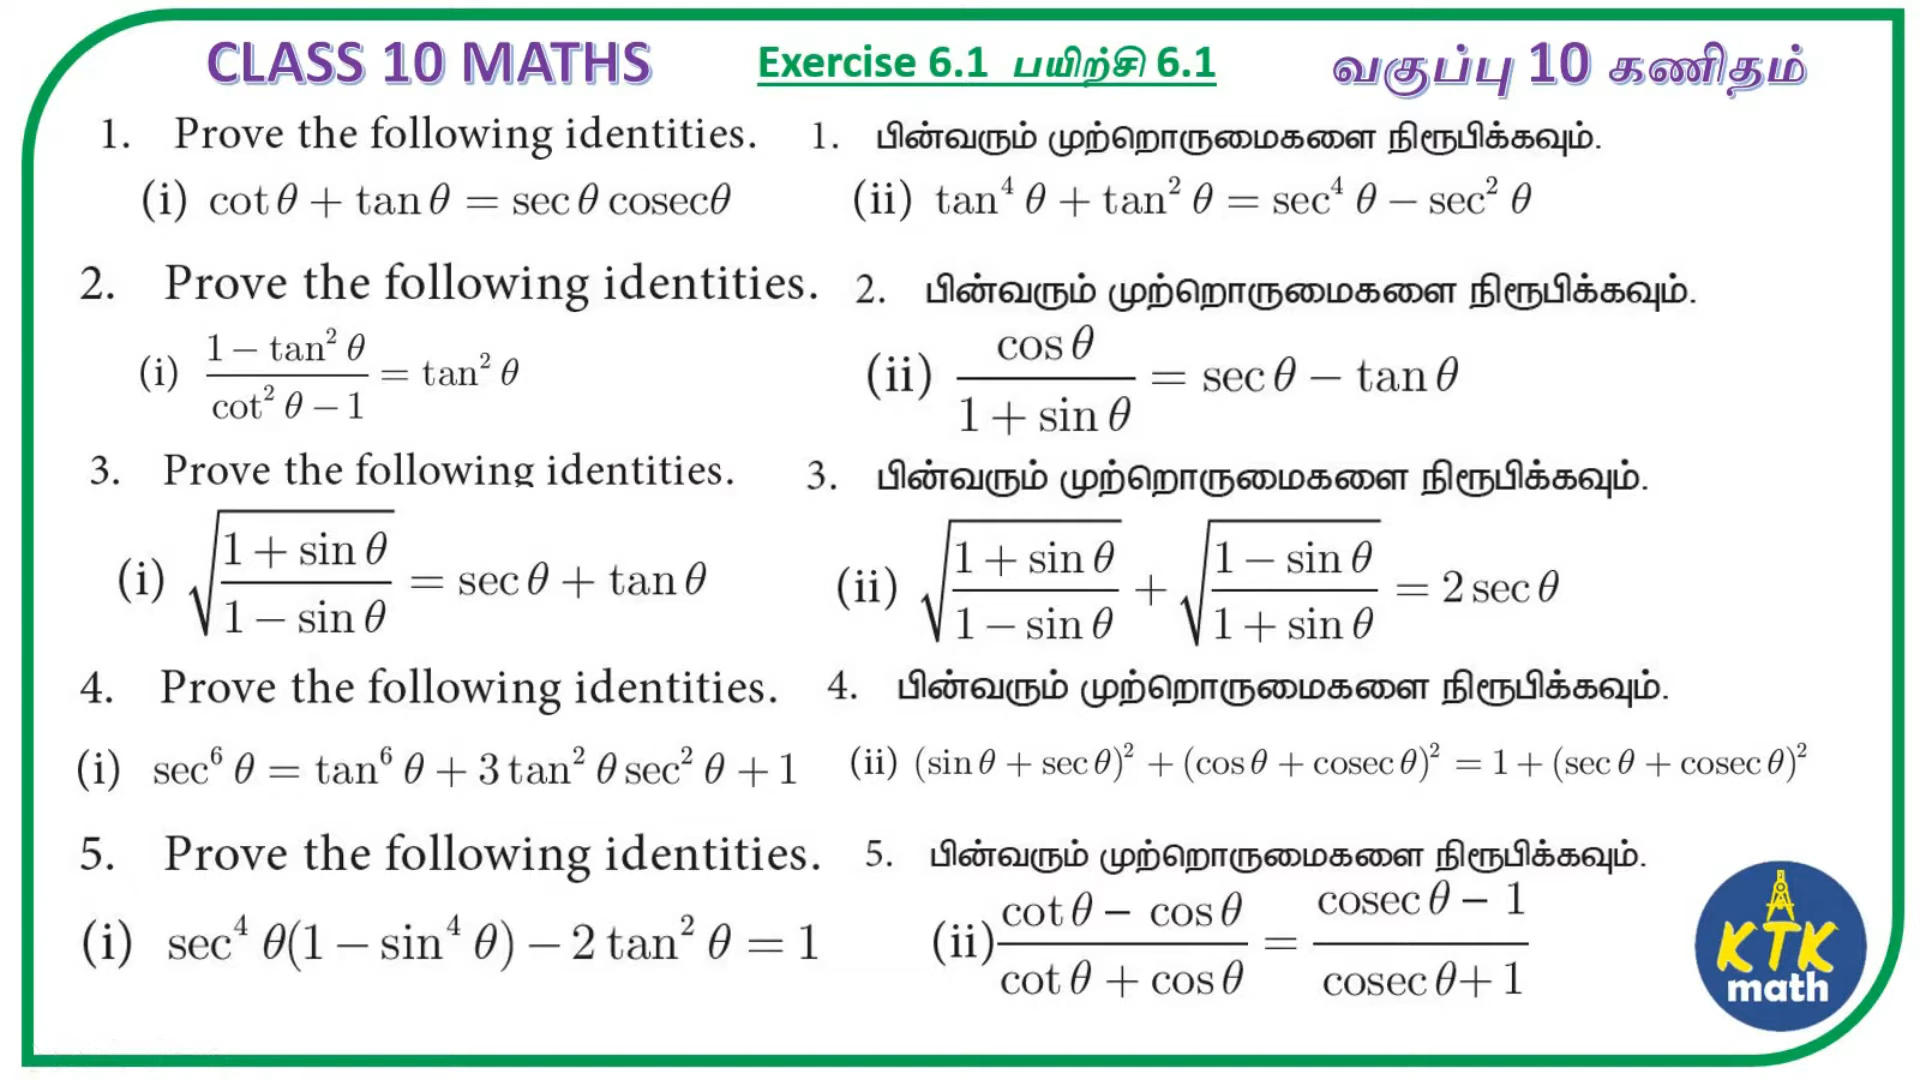 CLASS 10 MATHS Exercise 6.1 பயிற்சி 6.1 வகுப்பு 10 கணிதம்
1. Prove the following identities. 1. பின்வரும் முற்றொருமைகளை நிரூபிக்கவும்.
(i) cot θ + tan θ = sec θ cosecθ (ii) tan⁴ θ + tan² θ = sec⁴ θ − sec² θ
2. Prove the following identities. 2. பின்வரும் முற்றொருமைகளை நிரூபிக்கவும்.
(i) (1 − tan² θ)/(cot² θ − 1) = tan² θ (ii) cos θ/(1 + sin θ) = sec θ − tan θ
3. Prove the following identities. 3. பின்வரும் முற்றொருமைகளை நிரூபிக்கவும்.
(i) √((1 + sin θ)/(1 − sin θ)) = sec θ + tan θ (ii) √((1 + sin θ)/(1 − sin θ)) + √((1 − sin θ)/(1 + sin θ)) = 2 sec θ
4. Prove the following identities. 4. பின்வரும் முற்றொருமைகளை நிரூபிக்கவும்.
(i) sec⁶ θ = tan⁶ θ + 3 tan² θ sec² θ + 1 (ii) (sin θ + sec θ)² + (cos θ + cosec θ)² = 1 + (sec θ + cosec θ)²
5. Prove the following identities. 5. பின்வரும் முற்றொருமைகளை நிரூபிக்கவும்.
(i) sec⁴ θ(1 − sin⁴ θ) − 2 tan² θ = 1 (ii) (cot θ − cos θ)/(cot θ + cos θ) = (cosec θ − 1)/(cosec θ + 1)
KTK
math